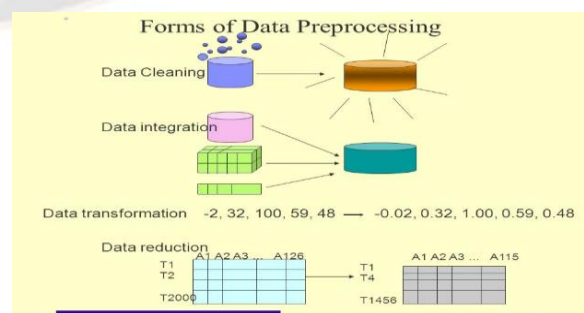 Forms of Data Preprocessing
Data Cleaning
Data integration
Data transformation -2, 32, 100, 59, 48 → -0.02, 0.32, 1.00, 0.59, 0.48
Data reduction
A1 A2 A3 ... A126
T1
T2
T2000
A1 A2 A3 ... A115
T1
T4
T1456